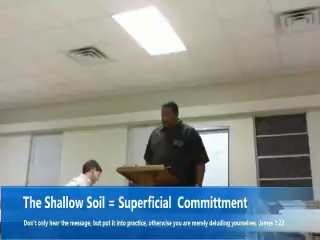 The Shallow Soil = Superficial Committment
Don't only hear the message, but put it into practice, otherwise you are merely deluding yourselves. James 1:22